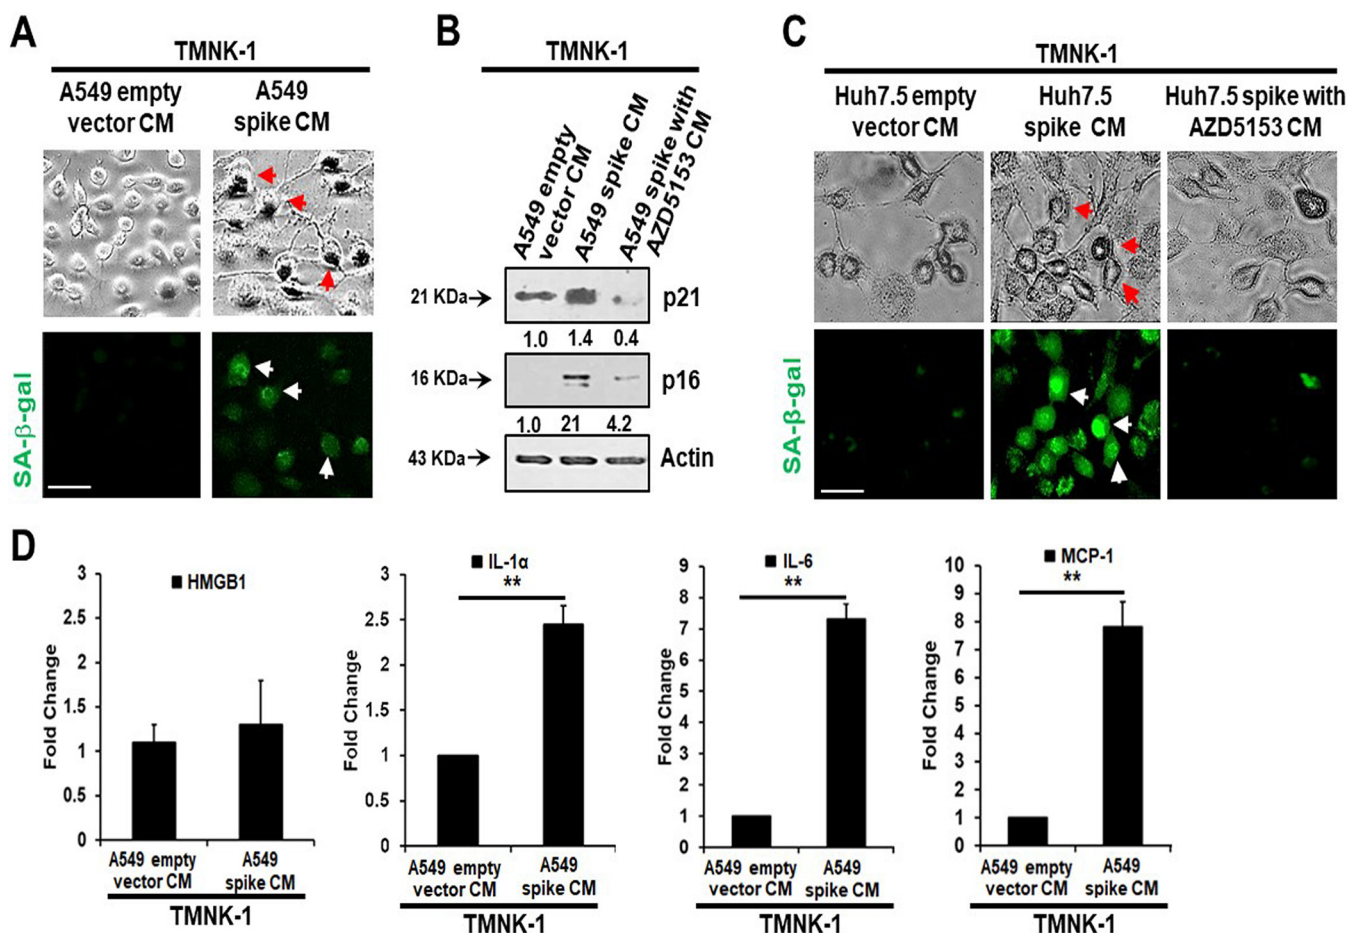 A
TMNK-1
A549 empty
vector CM
A549
spike CM
SA-β-gal
B
TMNK-1
A549 empty
vector CM
A549 spike CM
A549 spike with
AZD5153 CM
21 KDa
p21
1.0 1.4 0.4
16 KDa
p16
1.0 21 4.2
43 KDa
Actin
C
TMNK-1
Huh7.5 empty
vector CM
Huh7.5
spike CM
Huh7.5 spike with
AZD5153 CM
SA-β-gal
D
HMGB1
Fold Change
3
2.5
2
1.5
1
0.5
0
A549 empty
vector CM
A549
spike CM
TMNK-1
IL-1α
**
Fold Change
3
2.5
2
1.5
1
0.5
0
A549 empty
vector CM
A549
spike CM
TMNK-1
IL-6
**
Fold Change
9
8
7
6
5
4
3
2
1
0
A549 empty
vector CM
A549
spike CM
TMNK-1
MCP-1
**
Fold Change
10
9
8
7
6
5
4
3
2
1
0
A549 empty
vector CM
A549
spike CM
TMNK-1